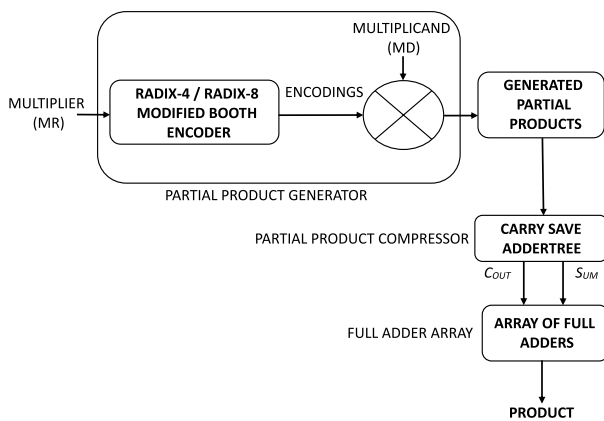 MULTIPLICAND
(MD)
MULTIPLIER
(MR)
RADIX-4 / RADIX-8
MODIFIED BOOTH
ENCODER
ENCODINGS
GENERATED
PARTIAL
PRODUCTS
PARTIAL PRODUCT GENERATOR
PARTIAL PRODUCT COMPRESSOR
CARRY SAVE
ADDERTREE
COUT
SUM
FULL ADDER ARRAY
ARRAY OF FULL
ADDERS
PRODUCT